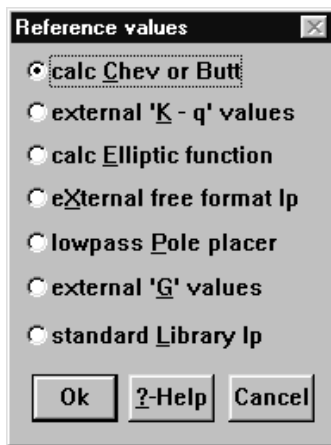 Reference values
calc Chev or Butt
external 'K - q' values
calc Elliptic function
eXternal free format lp
lowpass Pole placer
external 'G' values
standard Library lp
Ok ?-Help Cancel